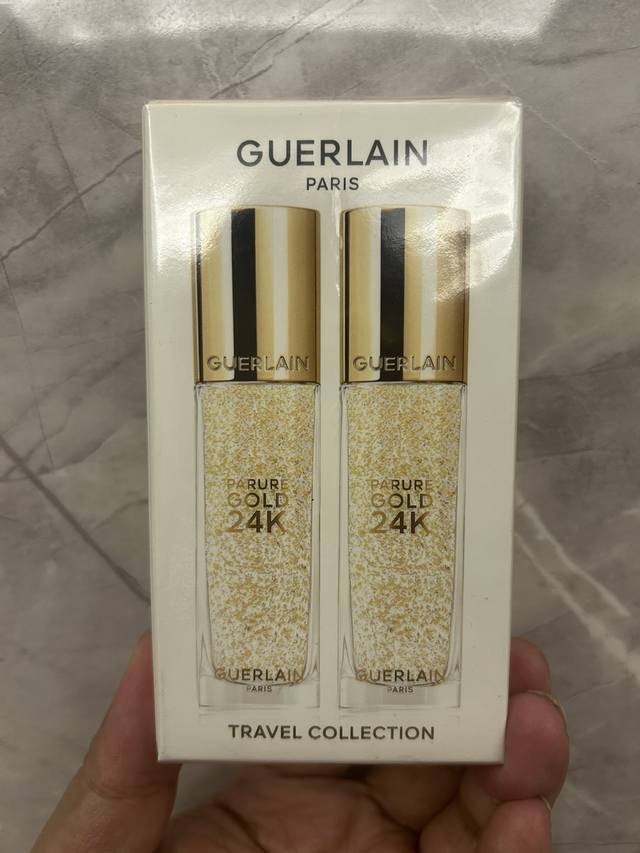 GUERLAIN
PARIS
GUERLAIN GUERLAIN
PARURE PARURE
GOLD GOLD
24K 24K
GUERLAIN GUERLAIN
PARIS PARIS
TRAVEL COLLECTION